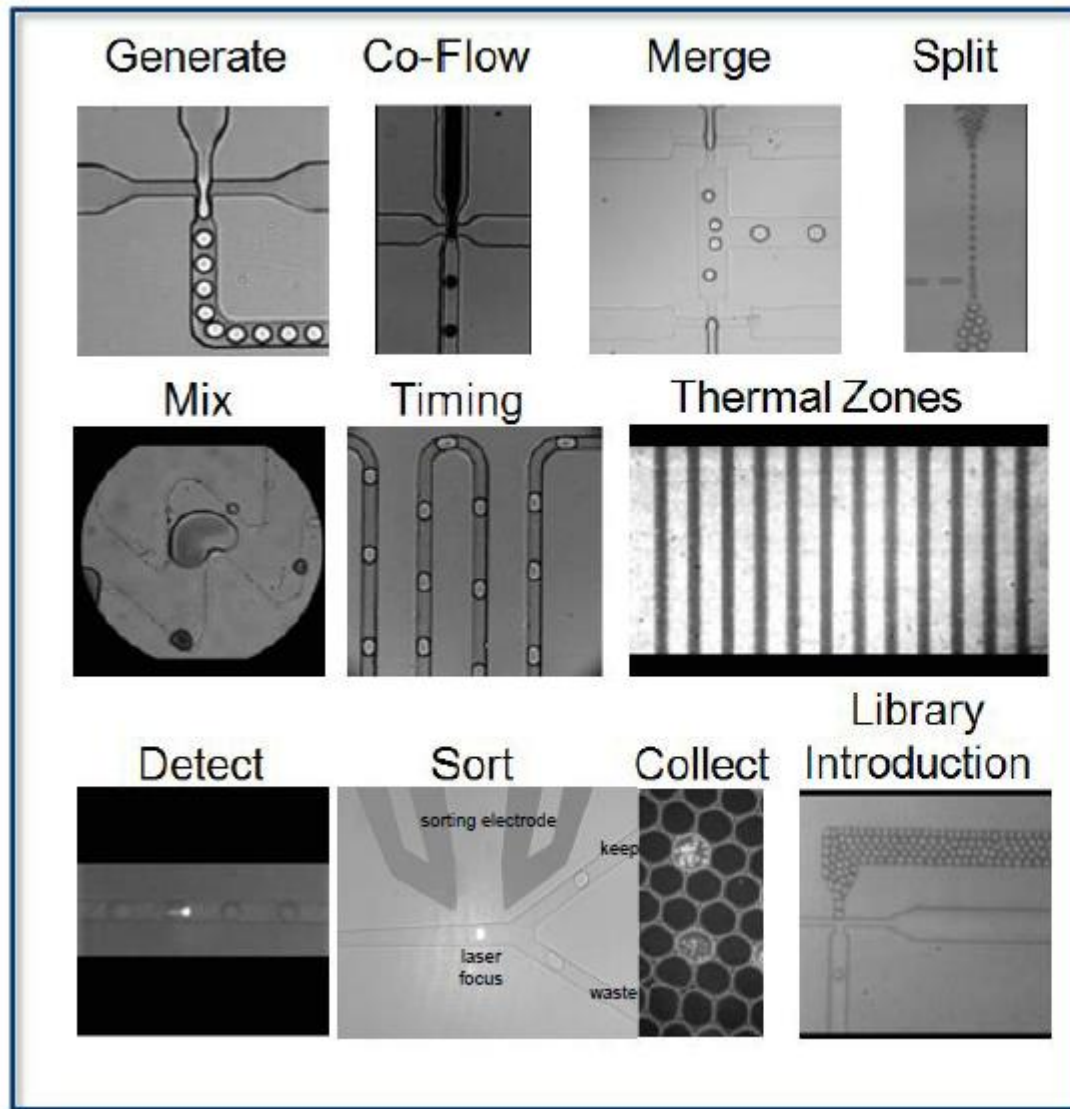 Generate
Co-Flow
Merge
Split
Mix
Timing
Thermal Zones
Detect
Sort
Collect
Library
Introduction
sorting electrode
keep
laser
focus
waste